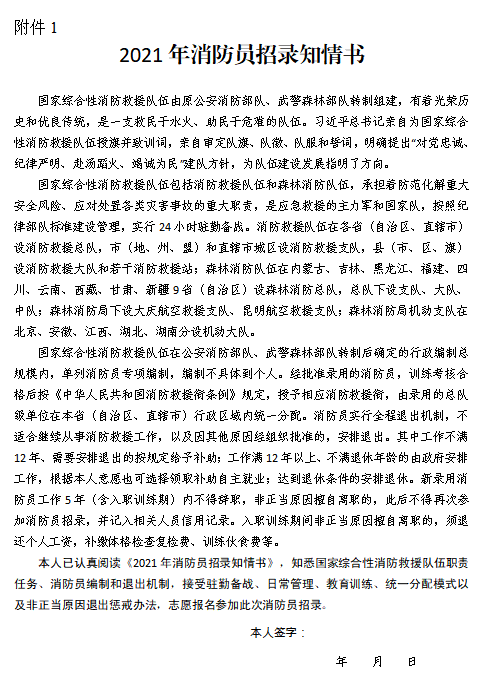 附件 1
2021 年消防员招录知情书
国家综合性消防救援队伍由原公安消防部队、武警森林部队转制组建，有着光荣历
史和优良传统，是一支救民于水火、助民于危难的队伍。习近平总书记亲自为国家综合
性消防救援队伍授旗并致训词，亲自审定队旗、队徽、队服和誓词，明确提出“对党忠诚、
纪律严明、赴汤蹈火、竭诚为民”建队方针，为队伍建设发展指明了方向。
国家综合性消防救援队伍包括消防救援队伍和森林消防队伍，承担着防范化解重大
安全风险、应对处置各类灾害事故的重大职责，是应急救援的主力军和国家队，按照纪
律部队标准建设管理，实行 24 小时驻勤备战。消防救援队伍在各省（自治区、直辖市）
设消防救援总队，市（地、州、盟）和直辖市城区设消防救援支队，县（市、区、旗）
设消防救援大队和若干消防救援站；森林消防队伍在内蒙古、吉林、黑龙江、福建、四
川、云南、西藏、甘肃、新疆 9 省（自治区）设森林消防总队，总队下设支队、大队、
中队；森林消防局下设大庆航空救援支队、昆明航空救援支队；森林消防局机动支队在
北京、安徽、江西、湖北、湖南分设机动大队。
国家综合性消防救援队伍在公安消防部队、武警森林部队转制后确定的行政编制总
规模内，单列消防员专项编制，编制不具体到个人。经批准录用的消防员，训练考核合
格后按《中华人民共和国消防救援衔条例》规定，授予相应消防救援衔，由录用的总队
级单位在本省（自治区、直辖市）行政区域内统一分配。消防员实行全程退出机制，不
适合继续从事消防救援工作，以及因其他原因经组织批准的，安排退出。其中工作不满
12 年、需要安排退出的按规定给予补助；工作满 12 年以上、不满退休年龄的由政府安排
工作，根据本人意愿也可选择领取补助自主就业；达到退休条件的安排退休。新录用消
防员工作 5 年（含入职训练期）内不得辞职，非正当原因擅自离职的，此后不得再次参
加消防员招录，并记入相关人员信用记录。入职训练期间非正当原因擅自离职的，须退
还个人工资，补缴体格检查复检费、训练伙食费等。
本人已认真阅读《2021 年消防员招录知情书》，知悉国家综合性消防救援队伍职责
任务、消防员编制和退出机制，接受驻勤备战、日常管理、教育训练、统一分配模式以
及非正当原因退出惩戒办法，志愿报名参加此次消防员招录。
本人签字：
年 月 日